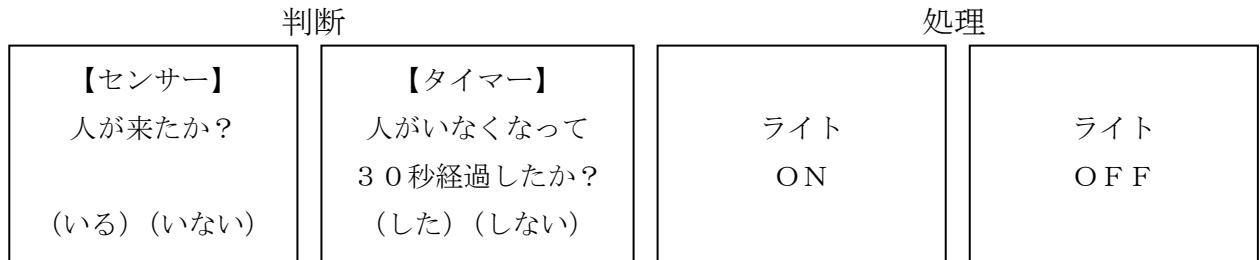 判断
処理
【センサー】
人が来たか？
（いる）（いない）
【タイマー】
人がいなくなって
３０秒経過したか？
（した）（しない）
ライト
ＯＮ
ライト
ＯＦＦ